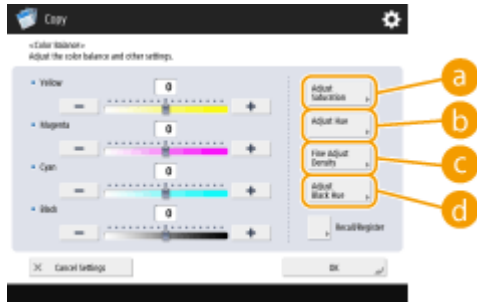 Copy
<Color Balance>
Adjust the color balance and other settings.
Yellow
0
Magenta
0
Cyan
0
Black
0
Adjust
Saturation
Adjust Hue
Fine Adjust
Density
Adjust
Black Hue
Recall/Register
Cancel Settings
OK
a
b
c
d